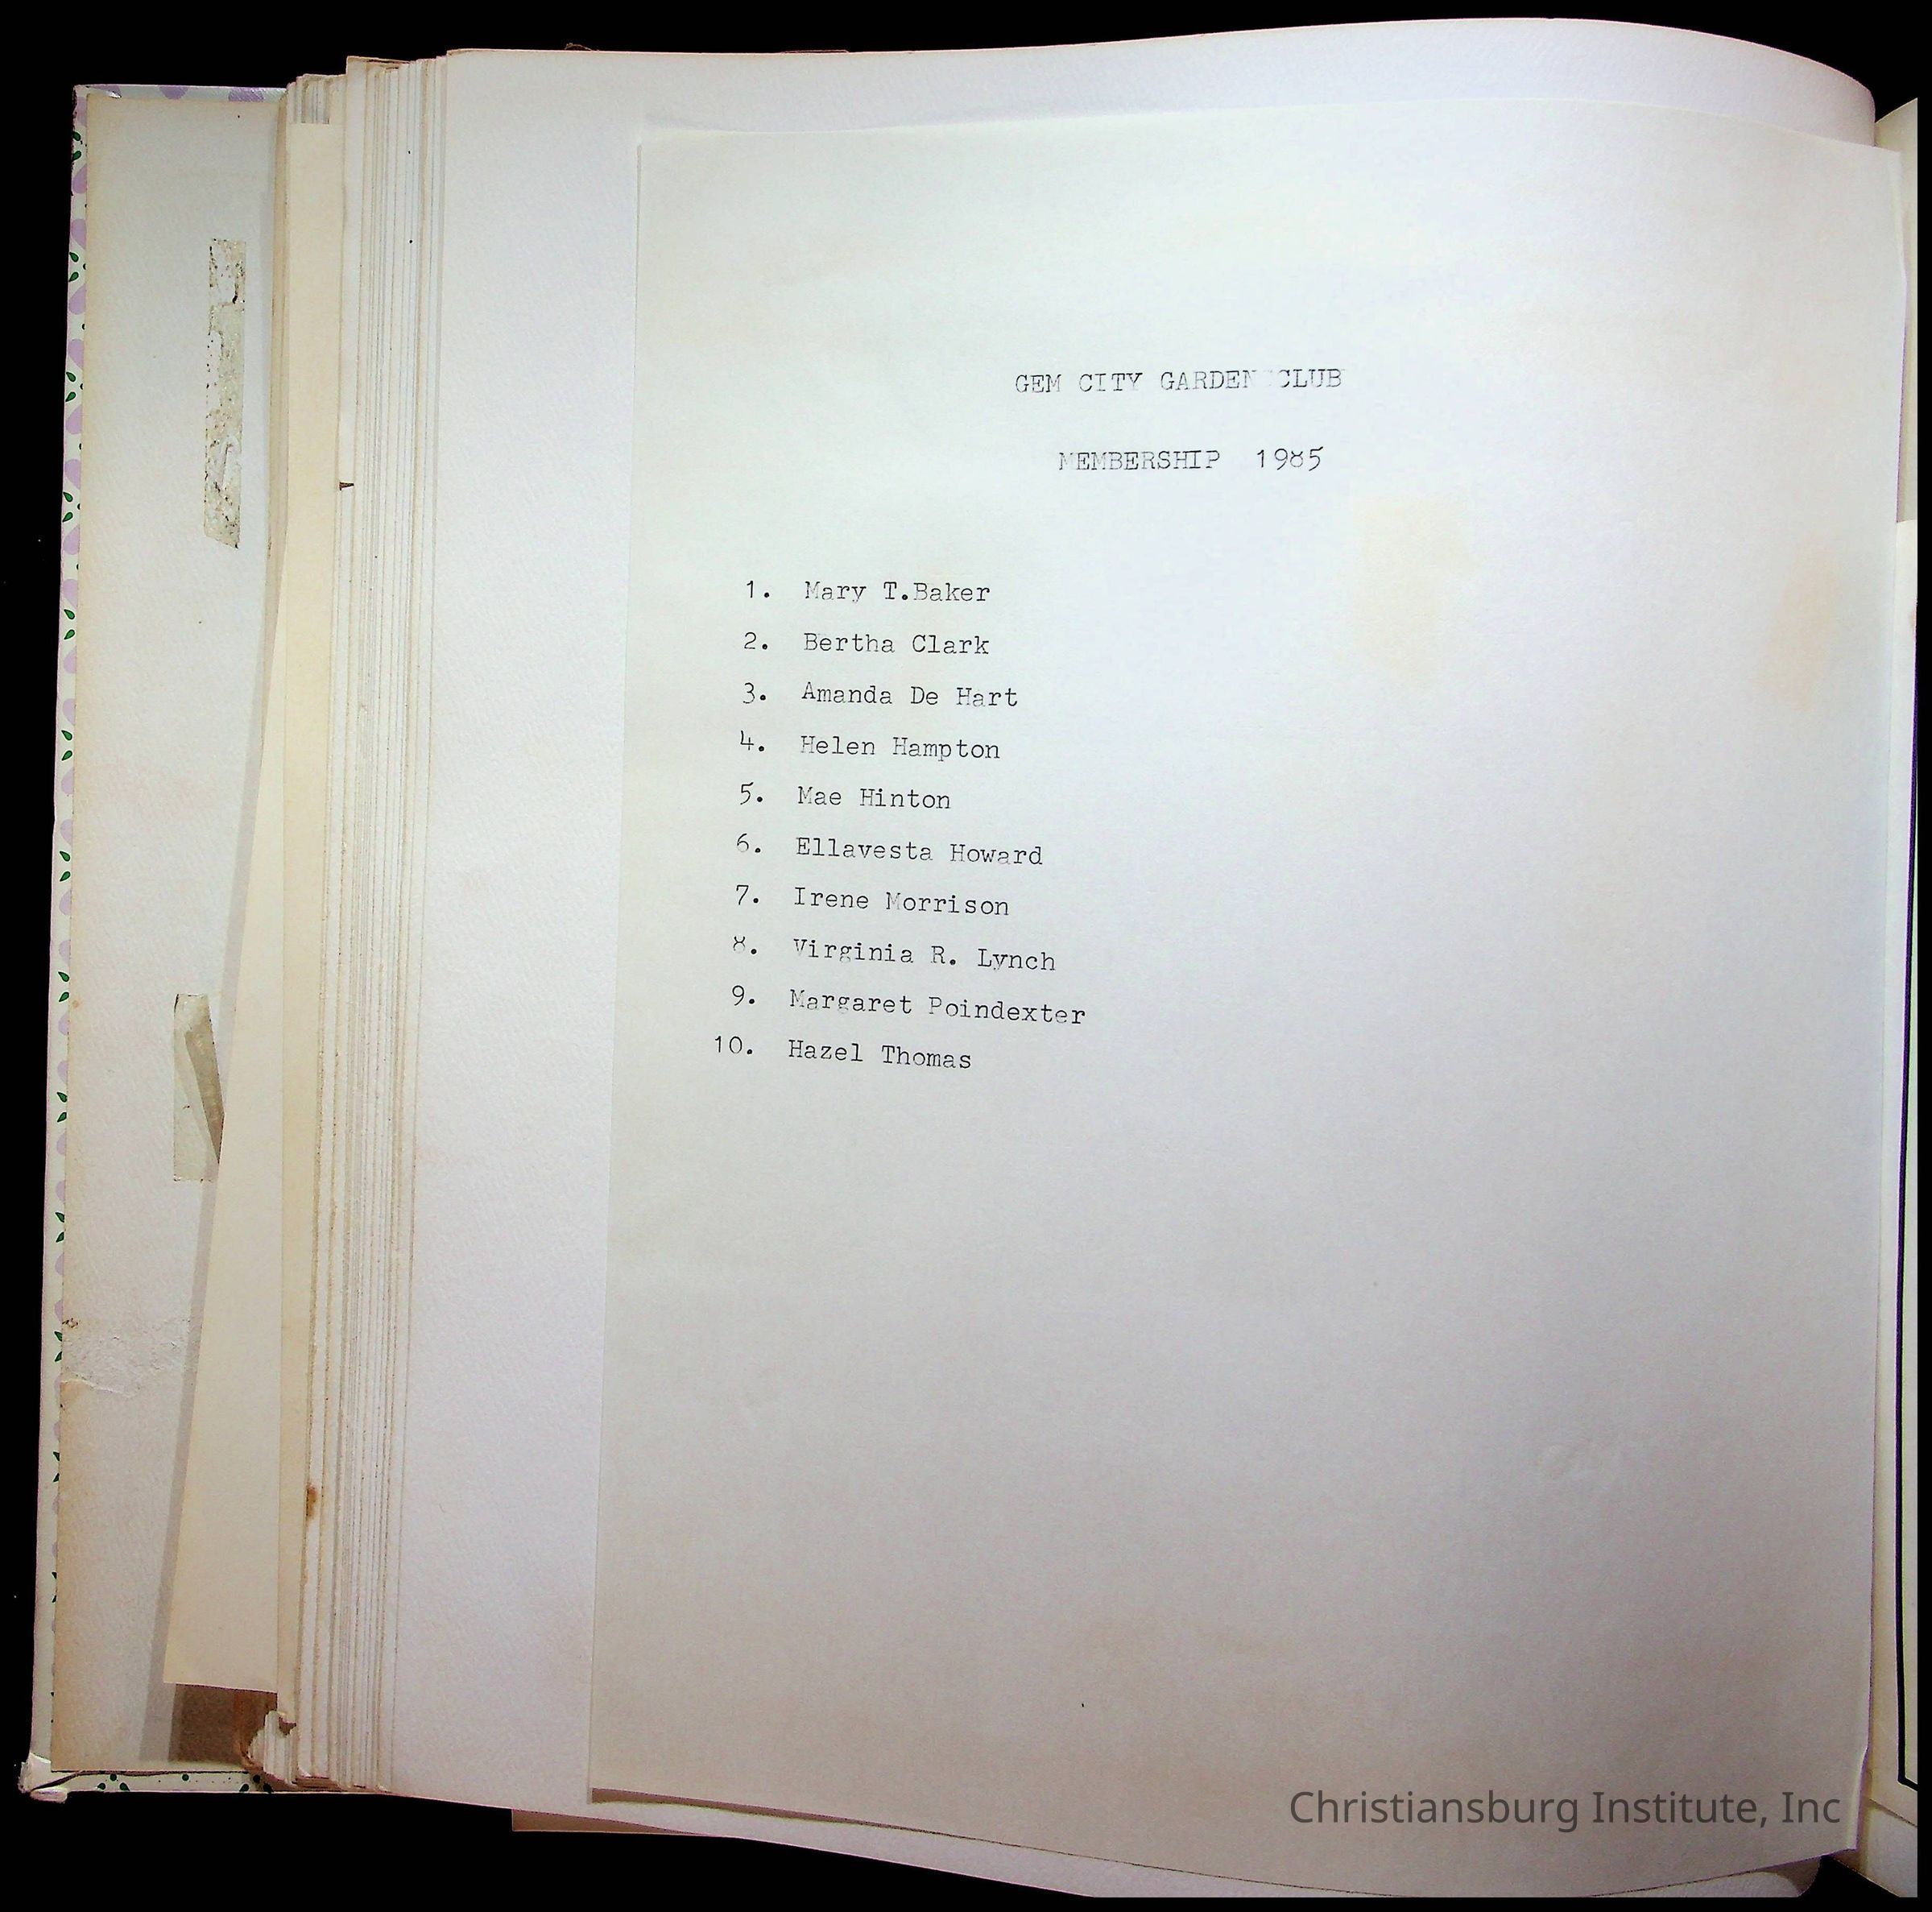 GEM CITY GARDEN CLUB
MEMBERSHIP 1985
1. Mary T.Baker
2. Bertha Clark
3. Amanda De Hart
4. Helen Hampton
5. Mae Hinton
6. Ellavesta Howard
7. Irene Morrison
8. Virginia R. Lynch
9. Margaret Poindexter
10. Hazel Thomas
Christiansburg Institute, Inc